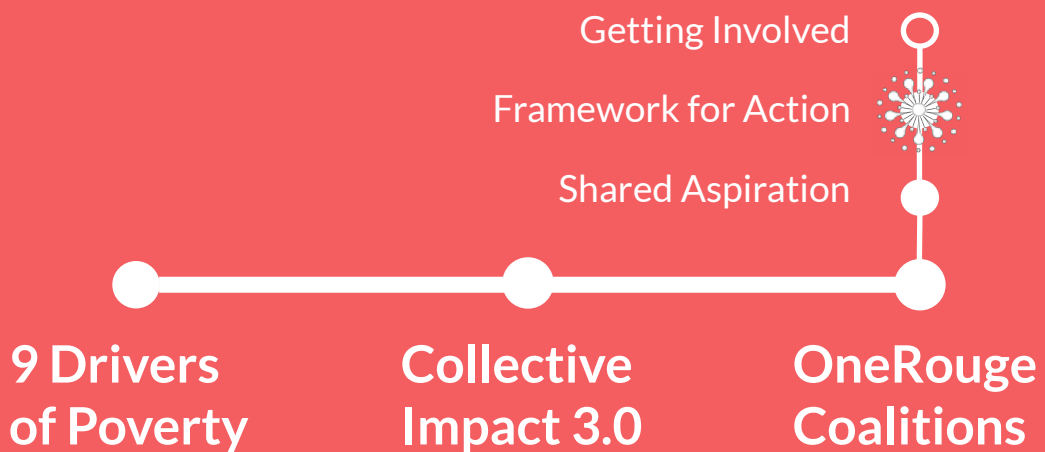 Getting Involved
Framework for Action
Shared Aspiration
9 Drivers
of Poverty
Collective
Impact 3.0
OneRouge
Coalitions